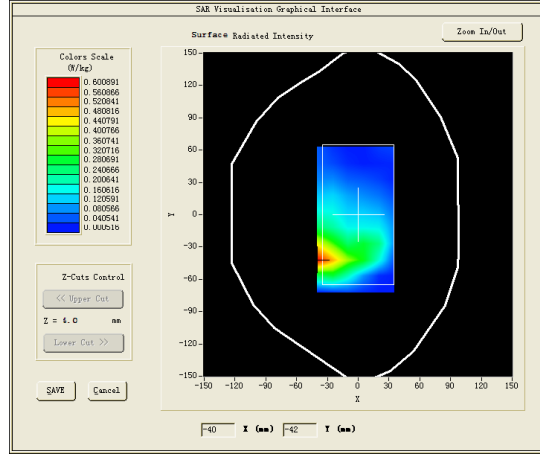 SAR Visualisation Graphical Interface
Surface Radiated Intensity
Zoom In/Out
Colors Scale
(W/kg)
0.600891
0.560866
0.520841
0.480816
0.440791
0.400766
0.360741
0.320716
0.280691
0.240666
0.200641
0.160616
0.120591
0.080566
0.040541
0.000516
Z-Cuts Control
<< Upper Cut
Z = 4.0 mm
Lower Cut >>
SAVE
Cancel
150
120
90
60
30
0
-30
-60
-90
-120
-150
Y
-150 -120 -90 -60 -30 0 30 60 90 120 150
X
-40 X (mm) -42 Y (mm)